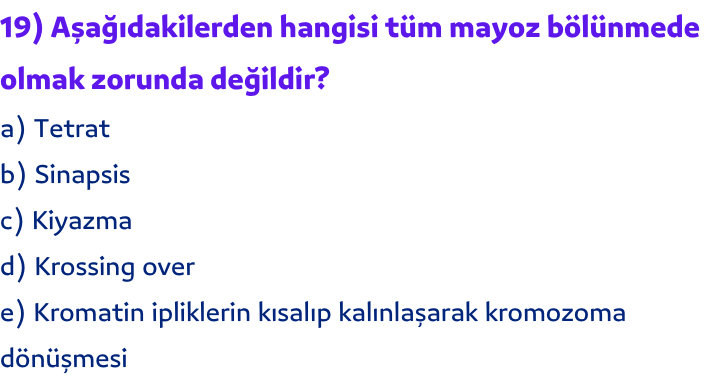 19) Aşağıdakilerden hangisi tüm mayoz bölünmede
olmak zorunda değildir?
a) Tetrat
b) Sinapsis
c) Kiyazma
d) Krossing over
e) Kromatin ipliklerin kısalıp kalınlaşarak kromozoma
dönüşmesi